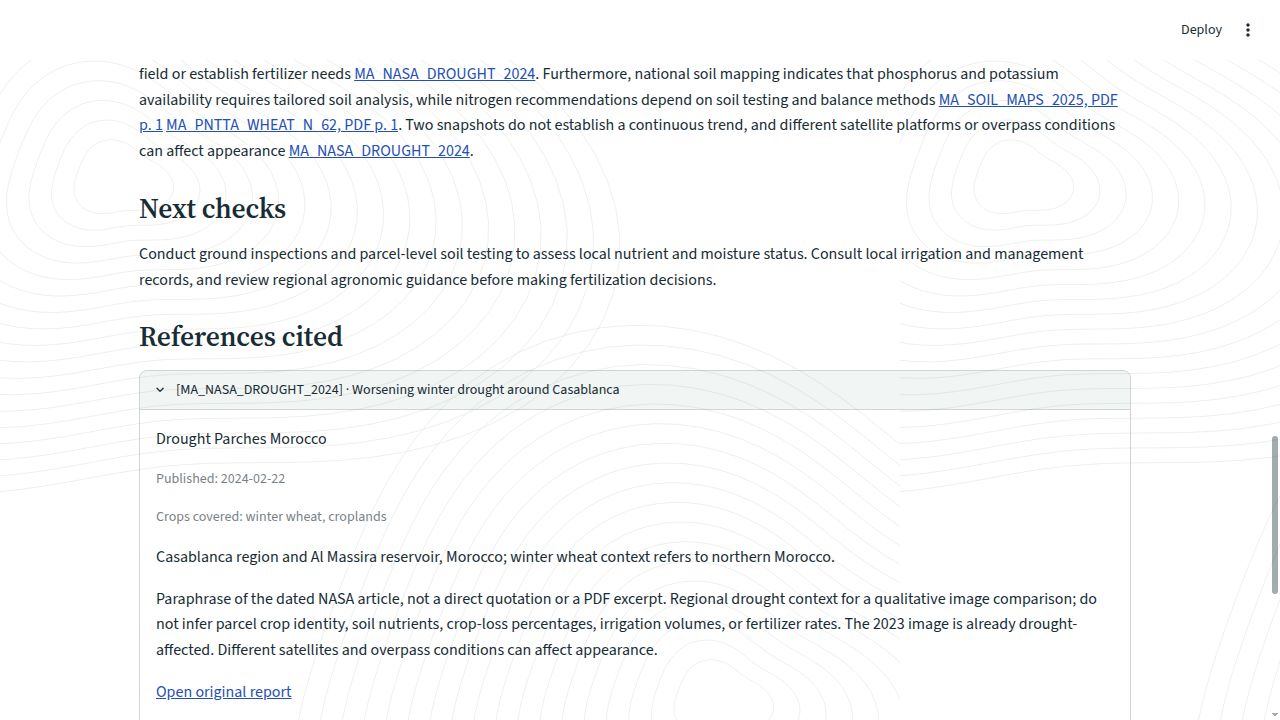 Deploy
field or establish fertilizer needs MA_NASA_DROUGHT_2024. Furthermore, national soil mapping indicates that phosphorus and potassium
availability requires tailored soil analysis, while nitrogen recommendations depend on soil testing and balance methods MA_SOIL_MAPS_2025, PDF
p. 1 MA_PNTTA_WHEAT_N_62, PDF p. 1. Two snapshots do not establish a continuous trend, and different satellite platforms or overpass conditions
can affect appearance MA_NASA_DROUGHT_2024.
Next checks
Conduct ground inspections and parcel-level soil testing to assess local nutrient and moisture status. Consult local irrigation and management
records, and review regional agronomic guidance before making fertilization decisions.
References cited
[MA_NASA_DROUGHT_2024] · Worsening winter drought around Casablanca
Drought Parches Morocco
Published: 2024-02-22
Crops covered: winter wheat, croplands
Casablanca region and Al Massira reservoir, Morocco; winter wheat context refers to northern Morocco.
Paraphrase of the dated NASA article, not a direct quotation or a PDF excerpt. Regional drought context for a qualitative image comparison; do
not infer parcel crop identity, soil nutrients, crop-loss percentages, irrigation volumes, or fertilizer rates. The 2023 image is already drought-
affected. Different satellites and overpass conditions can affect appearance.
Open original report